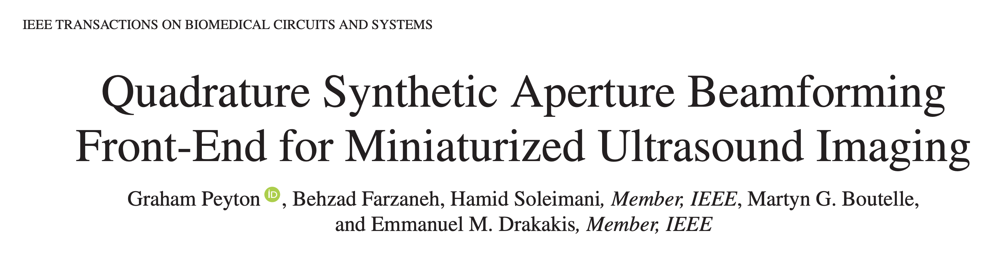 IEEE TRANSACTIONS ON BIOMEDICAL CIRCUITS AND SYSTEMS
Quadrature Synthetic Aperture Beamforming
Front-End for Miniaturized Ultrasound Imaging
Graham Peyton iD, Behzad Farzaneh, Hamid Soleimani, Member, IEEE, Martyn G. Boutelle,
and Emmanuel M. Drakakis, Member, IEEE